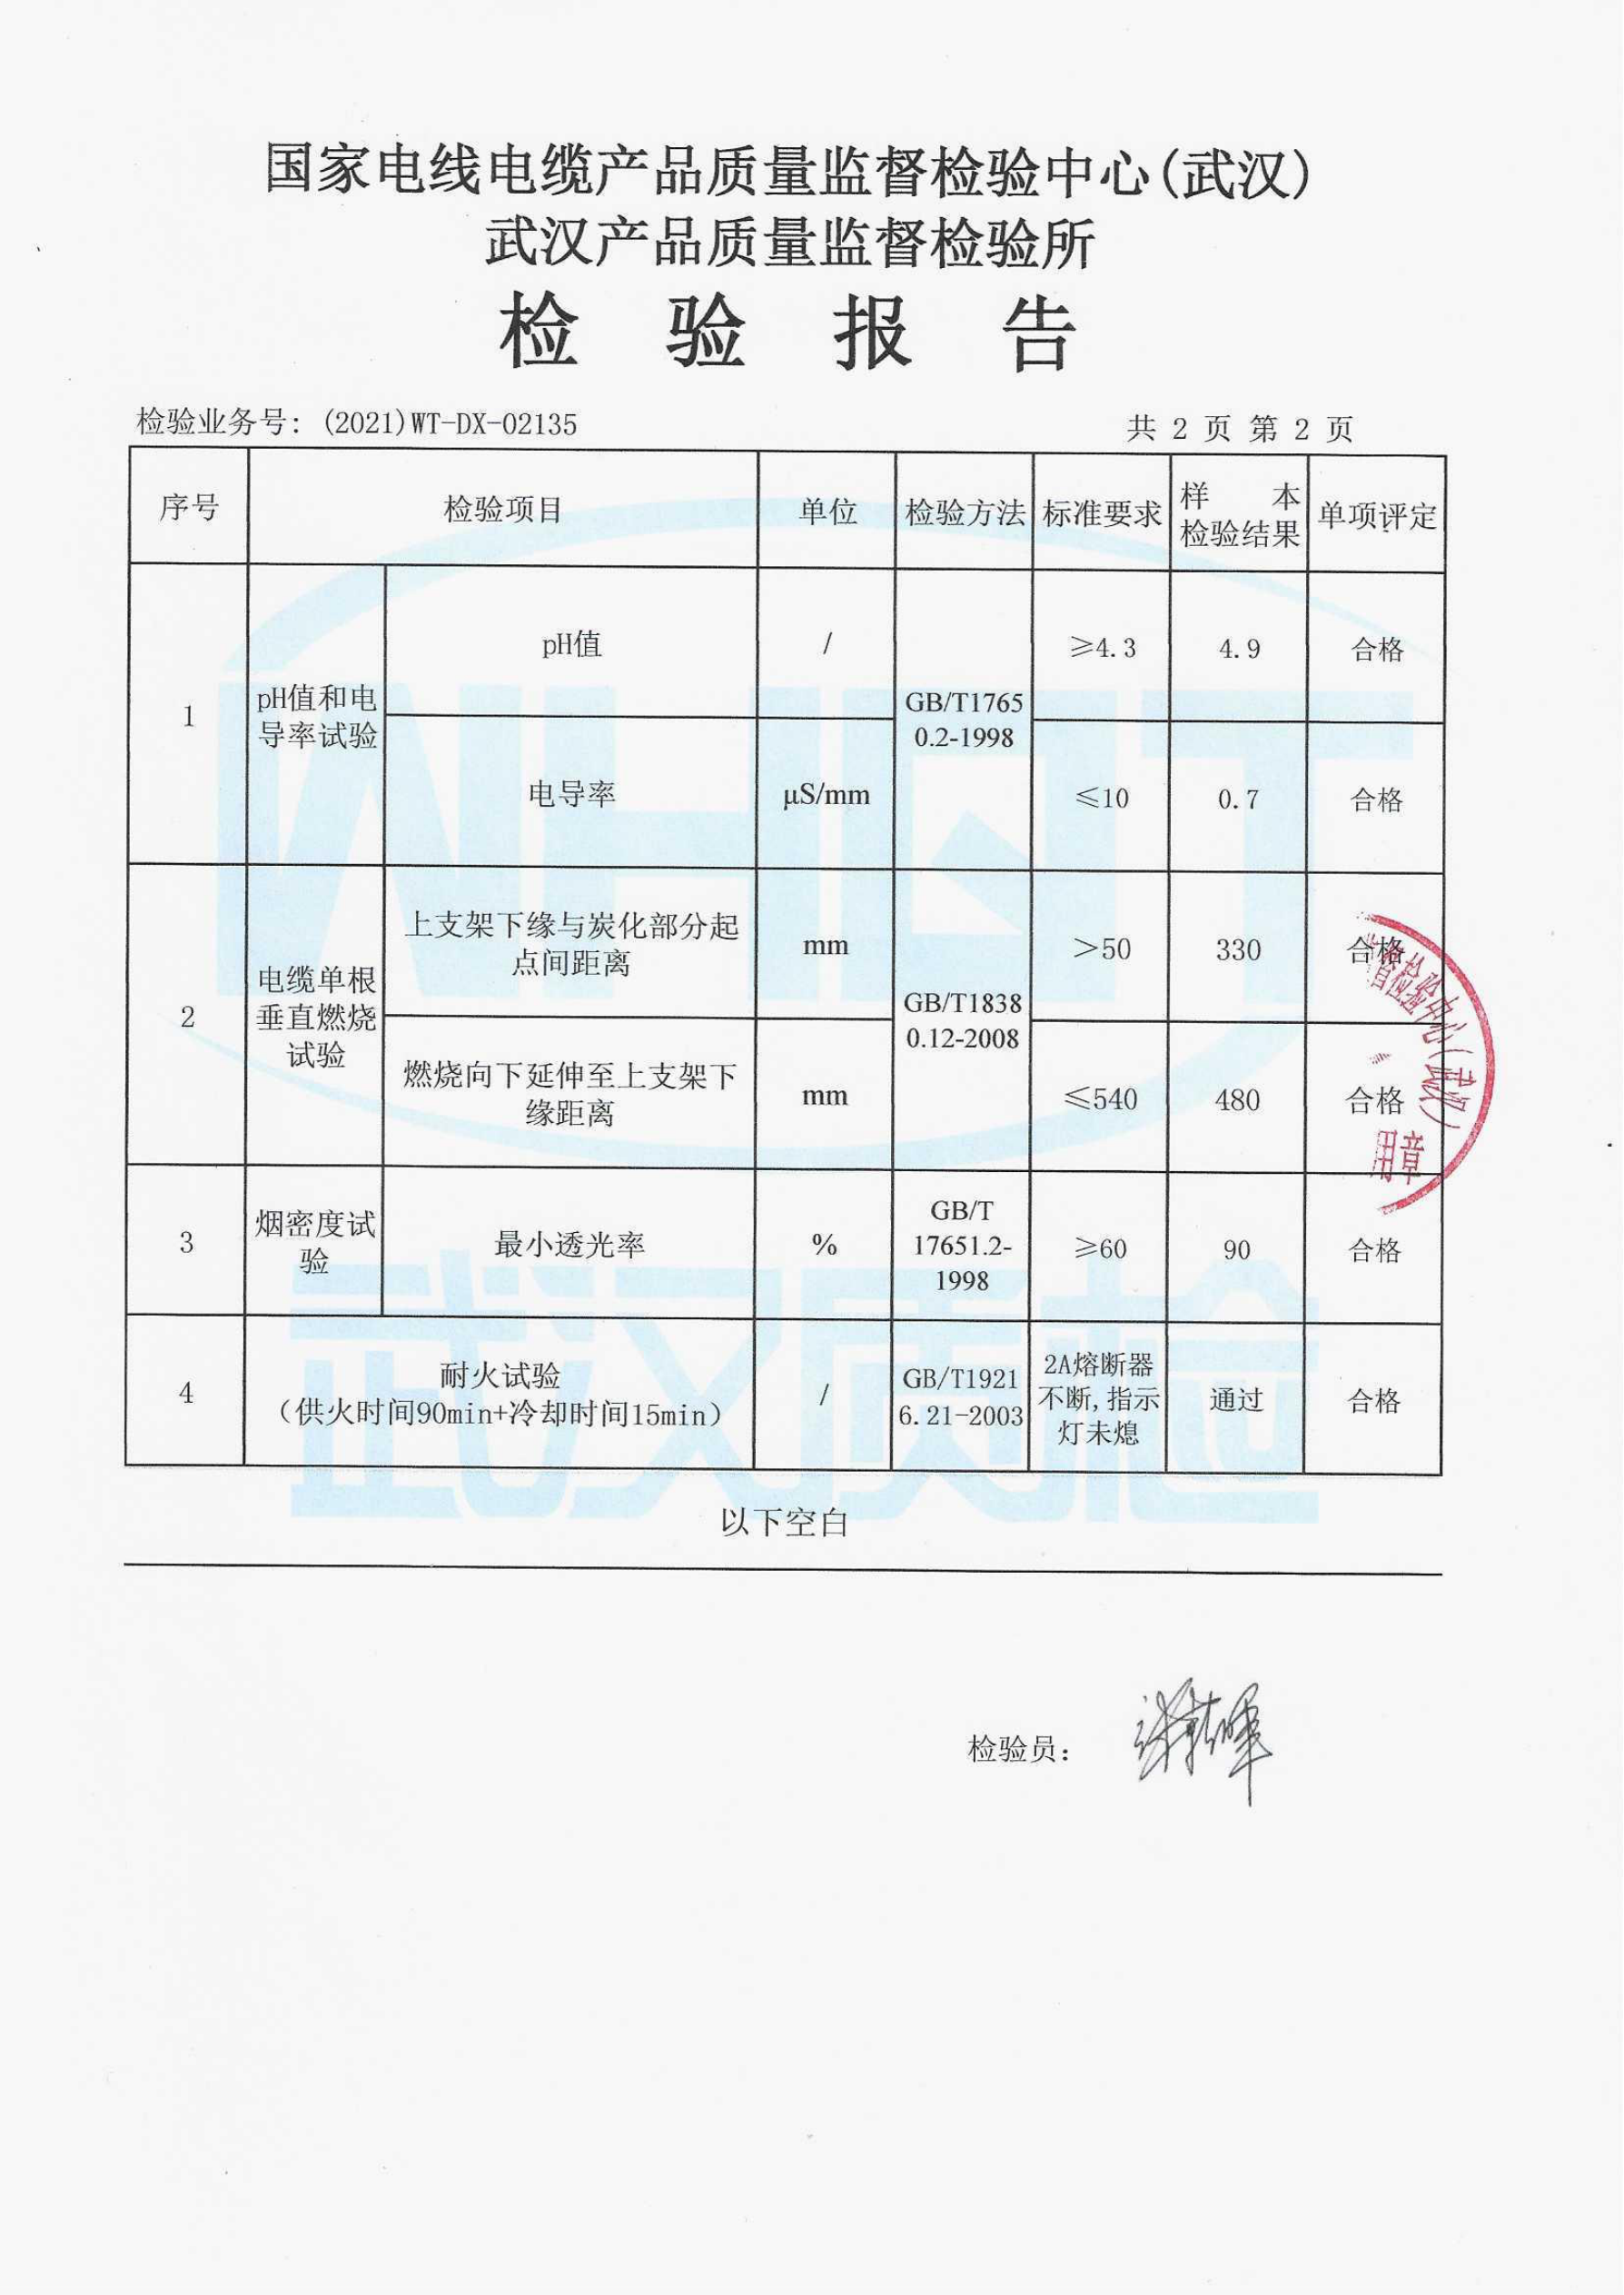 国家电线电缆产品质量监督检验中心(武汉)
武汉产品质量监督检验所
检 验 报 告
检验业务号: (2021)WT-DX-02135
共 2 页 第 2 页
序号 检验项目 单位 检验方法 标准要求 样 本 检验结果 单项评定
1
pH值和电
导率试验
pH值 /
GB/T1765
0.2-1998
≥4.3 4.9 合格
电导率 μS/mm ≤10 0.7 合格
2
电缆单根
垂直燃烧
试验
上支架下缘与炭化部分起
点间距离
mm
GB/T1838
0.12-2008
>50 330 合格
燃烧向下延伸至上支架下
缘距离
mm ≤540 480 合格
3
烟密度试
验
最小透光率 %
GB/T
17651.2-
1998
≥60 90 合格
4
耐火试验
(供火时间90min+冷却时间15min)
/
GB/T1921
6.21-2003
2A熔断器
不断,指示
灯未熄
通过 合格
以下空白
检验员:
WHQT
武汉质检
督检验中心(武汉)
用章